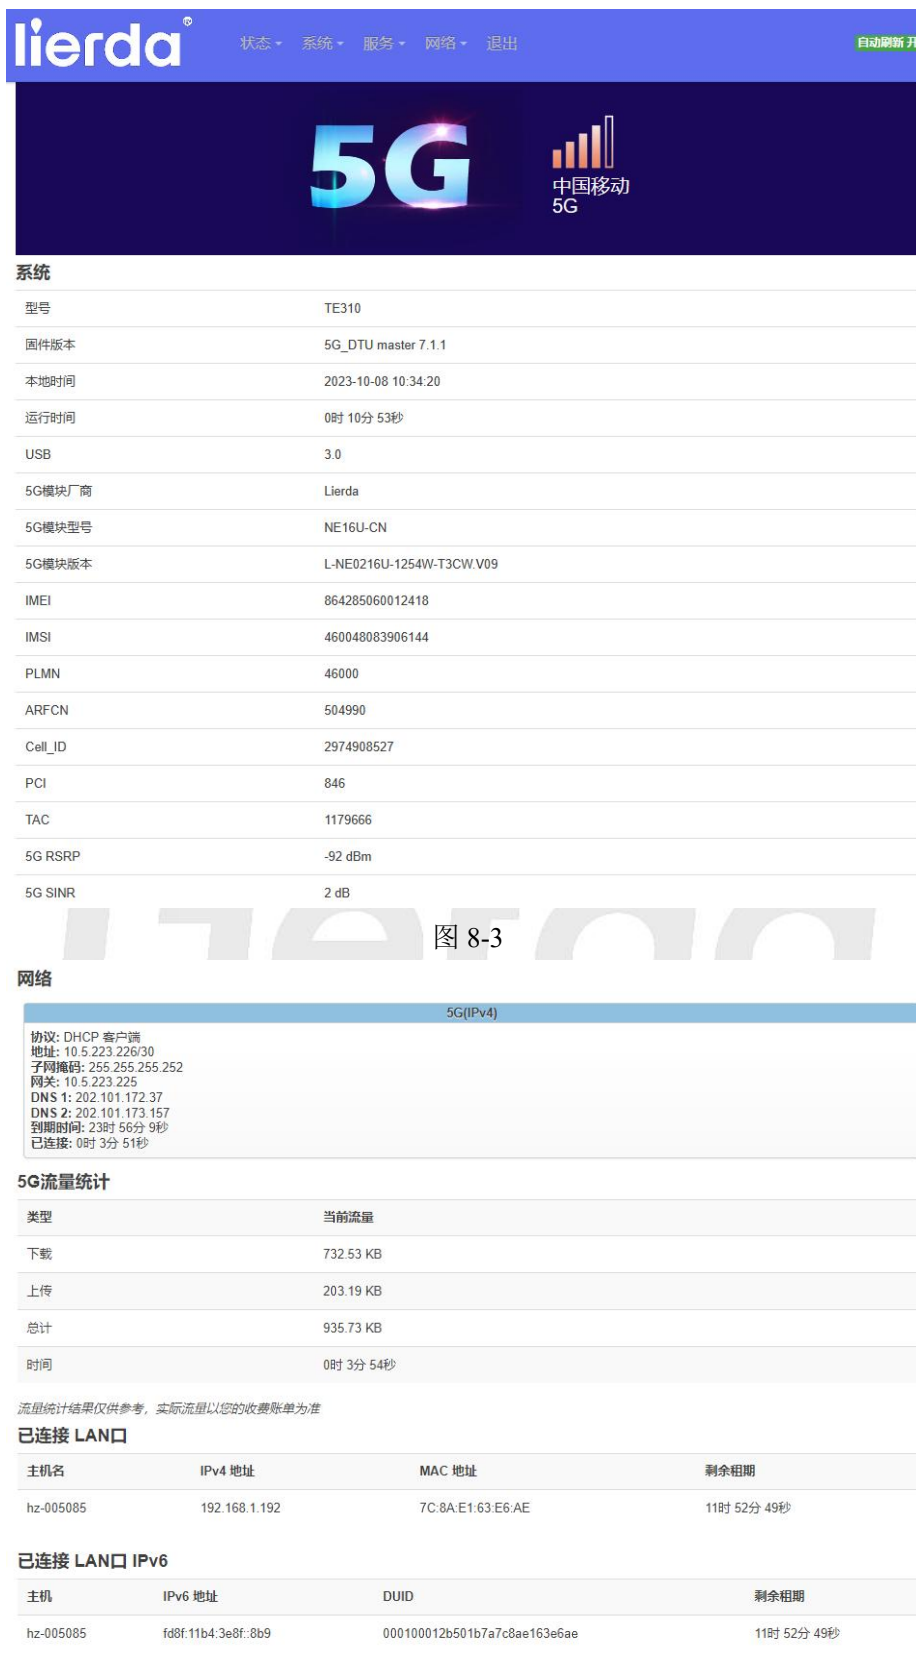 lierda®
状态 系统 服务 网络 退出 自动刷新 开
5G
中国移动
5G
系统
型号 TE310
固件版本 5G_DTU master 7.1.1
本地时间 2023-10-08 10:34:20
运行时间 0时 10分 53秒
USB 3.0
5G模块厂商 Lierda
5G模块型号 NE16U-CN
5G模块版本 L-NE0216U-1254W-T3CW.V09
IMEI 864285060012418
IMSI 460048083906144
PLMN 46000
ARFCN 504990
Cell_ID 2974908527
PCI 846
TAC 1179666
5G RSRP -92 dBm
5G SINR 2 dB
图 8-3
网络
5G(IPv4)
协议: DHCP 客户端
地址: 10.5.223.226/30
子网掩码: 255.255.255.252
网关: 10.5.223.225
DNS 1: 202.101.172.37
DNS 2: 202.101.173.157
到期时间: 23时 56分 9秒
已连接: 0时 3分 51秒
5G流量统计
类型 当前流量
下载 732.53 KB
上传 203.19 KB
总计 935.73 KB
时间 0时 3分 54秒
流量统计结果仅供参考，实际流量以您的收费账单为准
已连接 LAN口
主机名 IPv4 地址 MAC 地址 剩余租期
hz-005085 192.168.1.192 7C:8A:E1:63:E6:AE 11时 52分 49秒
已连接 LAN口 IPv6
主机 IPv6 地址 DUID 剩余租期
hz-005085 fd8f:11b4:3e8f::8b9 000100012b501b7a7c8ae163e6ae 11时 52分 49秒